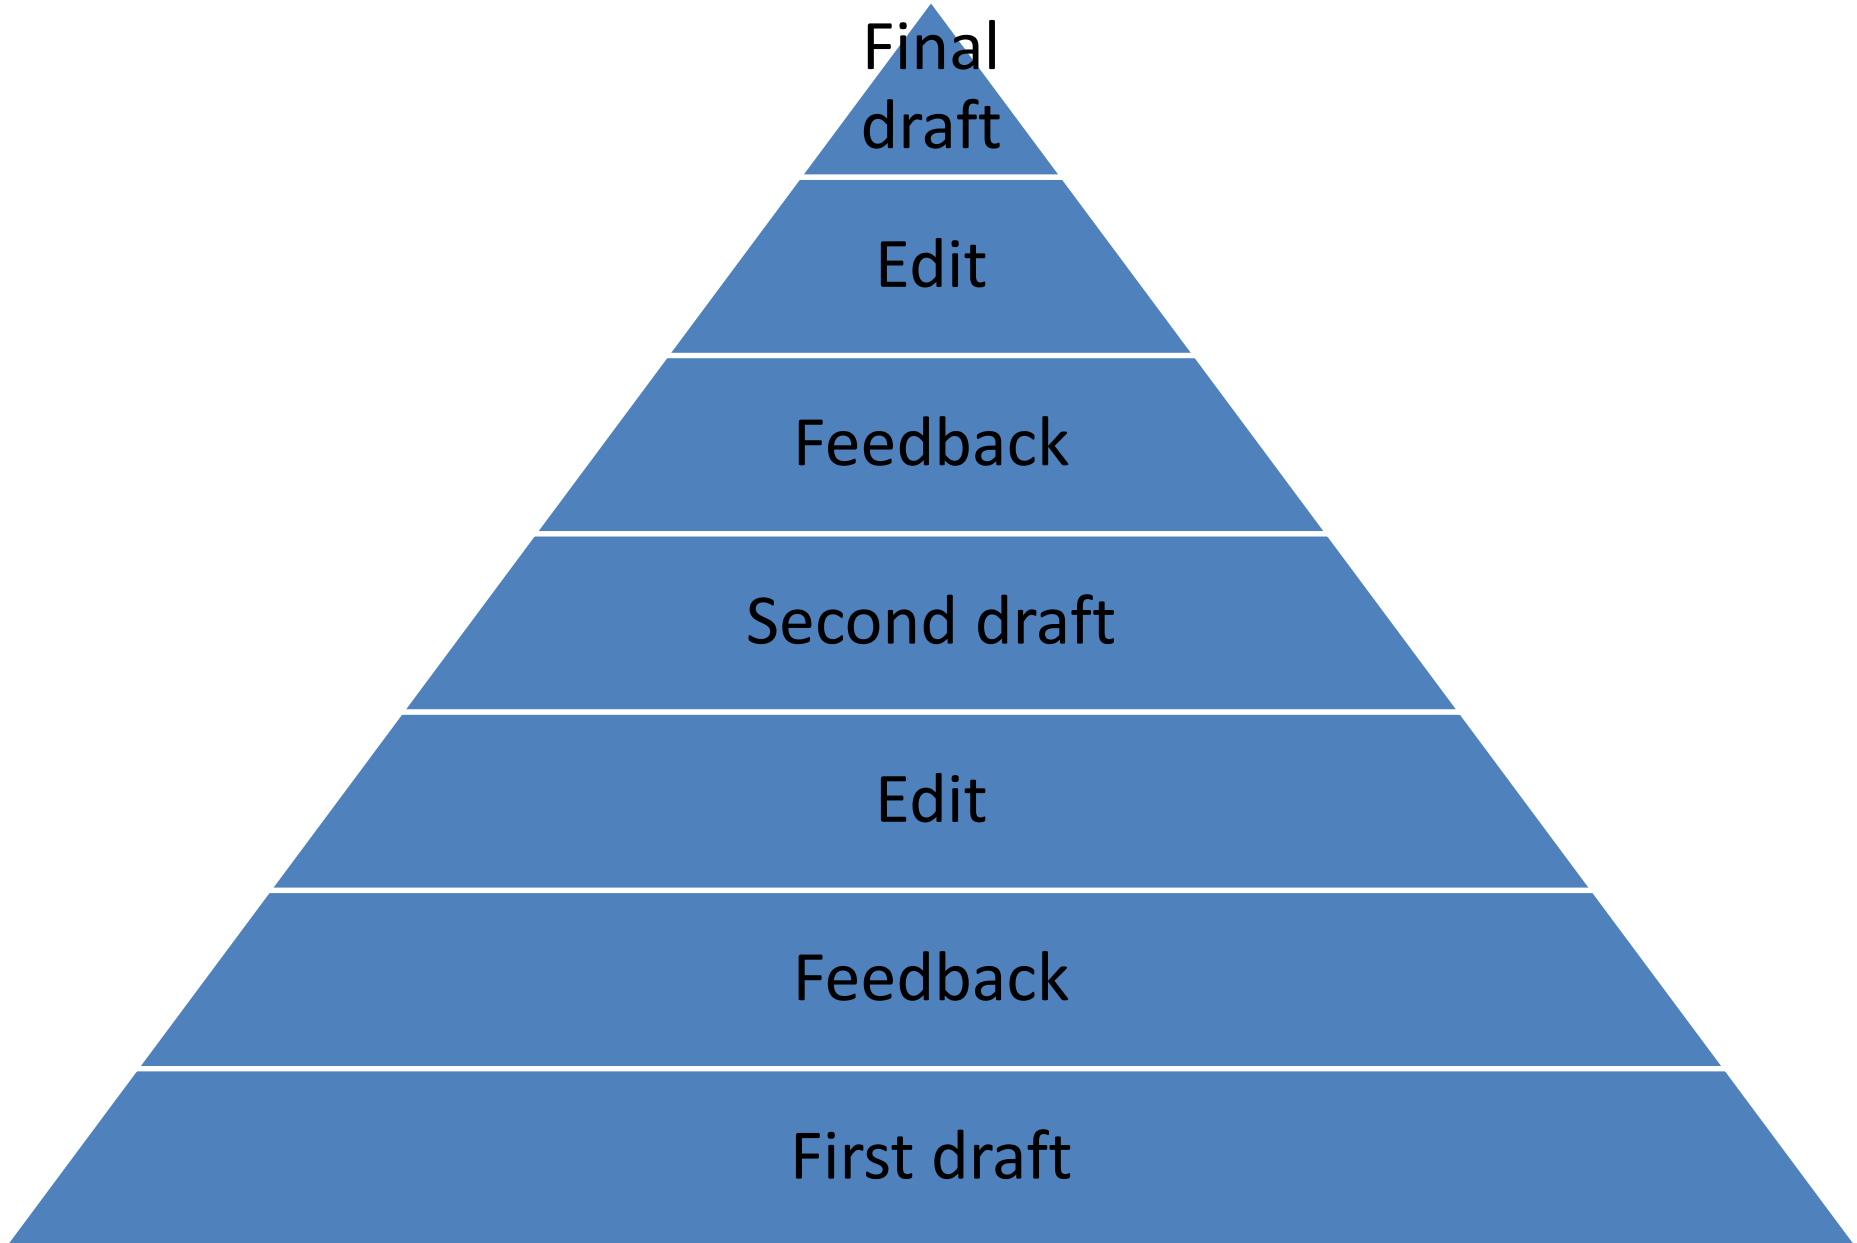 Final
draft
Edit
Feedback
Second draft
Edit
Feedback
First draft